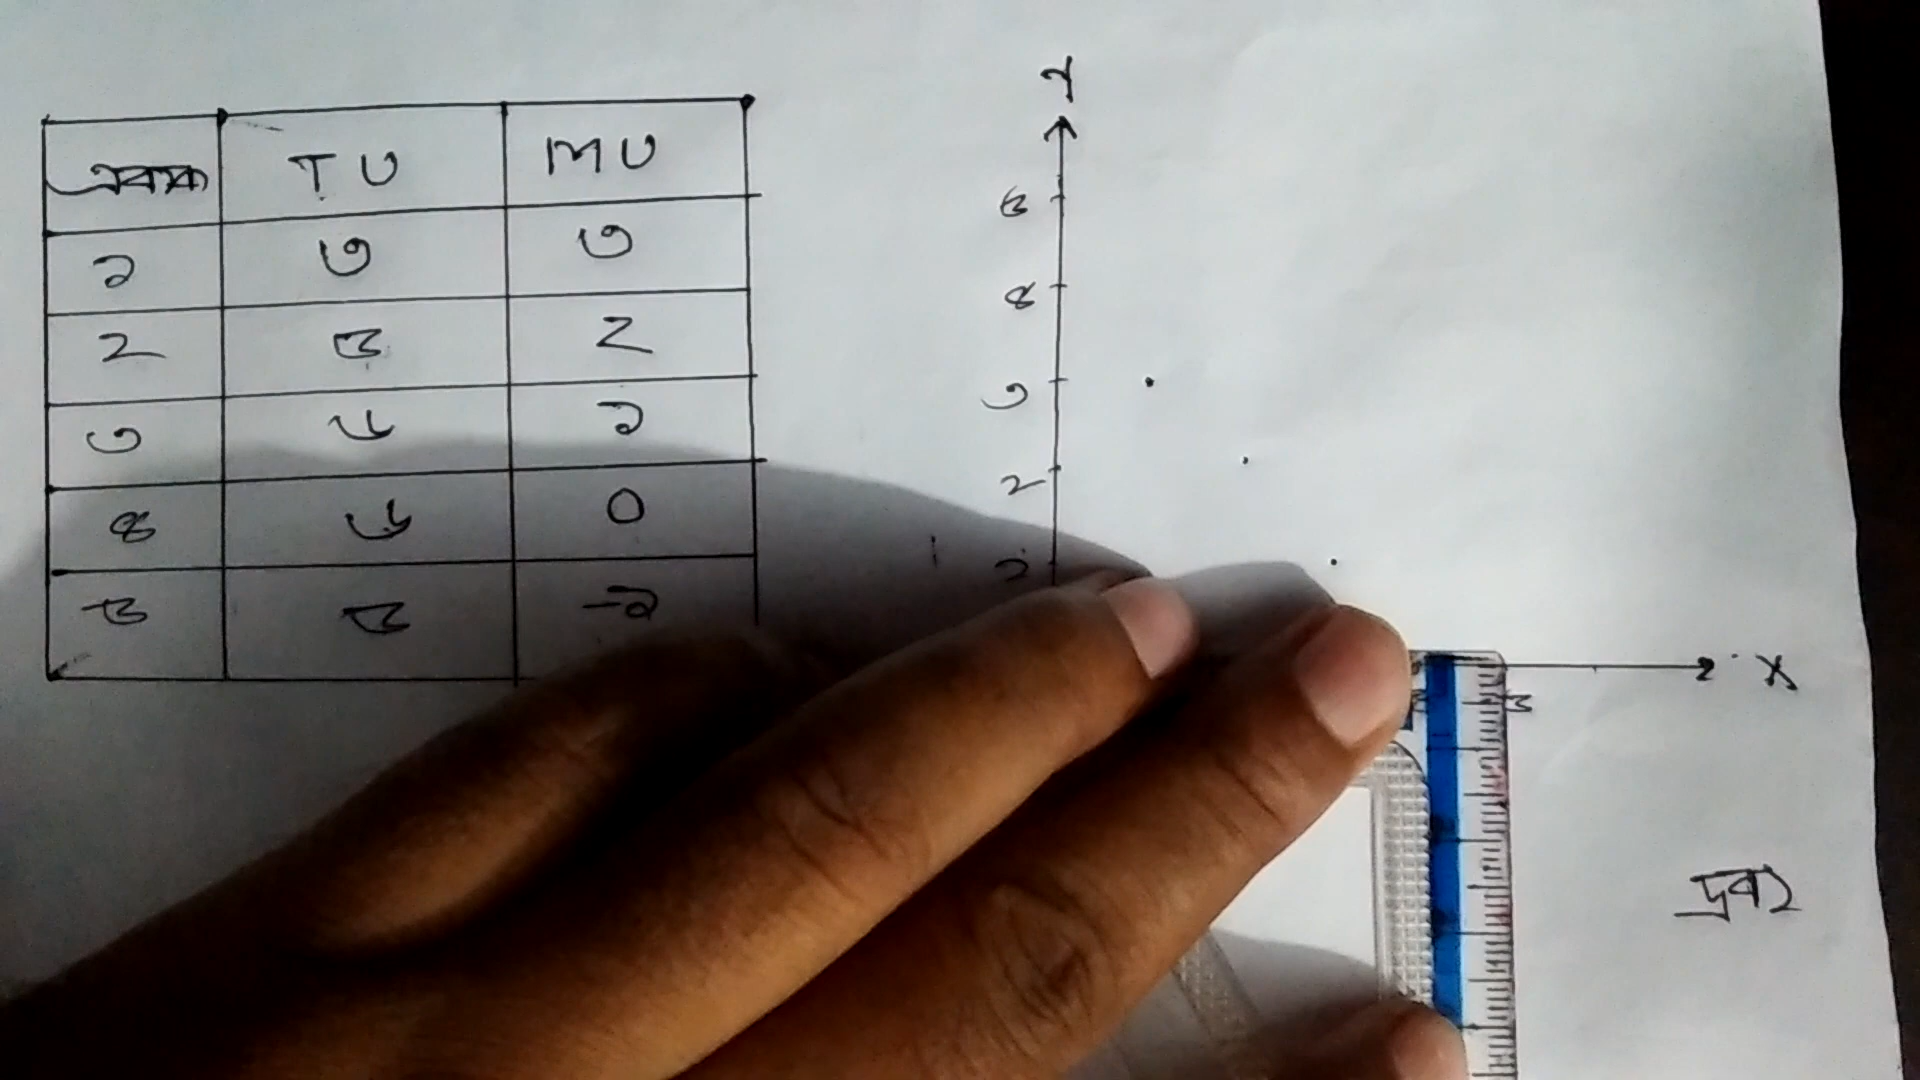 একক TU MU
১ ৩ ৩
২ ৫ ২
৩ ৬ ১
৪ ৬ ০
৫ ৫ -১
Y
৫
৪
৩
২
১
X
দ্রব্য